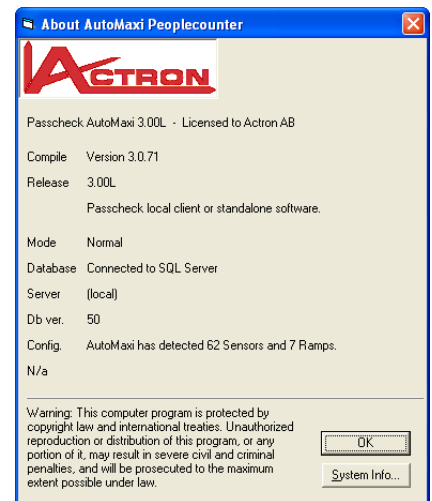 About AutoMaxi Peoplecounter
ACTRON
Passcheck AutoMaxi 3.00L - Licensed to Actron AB
Compile Version 3.0.71
Release 3.00L
Passcheck local client or standalone software.
Mode Normal
Database Connected to SQL Server
Server (local)
Db ver. 50
Config. AutoMaxi has detected 62 Sensors and 7 Ramps.
N/a
Warning: This computer program is protected by
copyright law and international treaties. Unauthorized
reproduction or distribution of this program, or any
portion of it, may result in severe civil and criminal
penalties, and will be prosecuted to the maximum
extent possible under law.
OK
System Info...